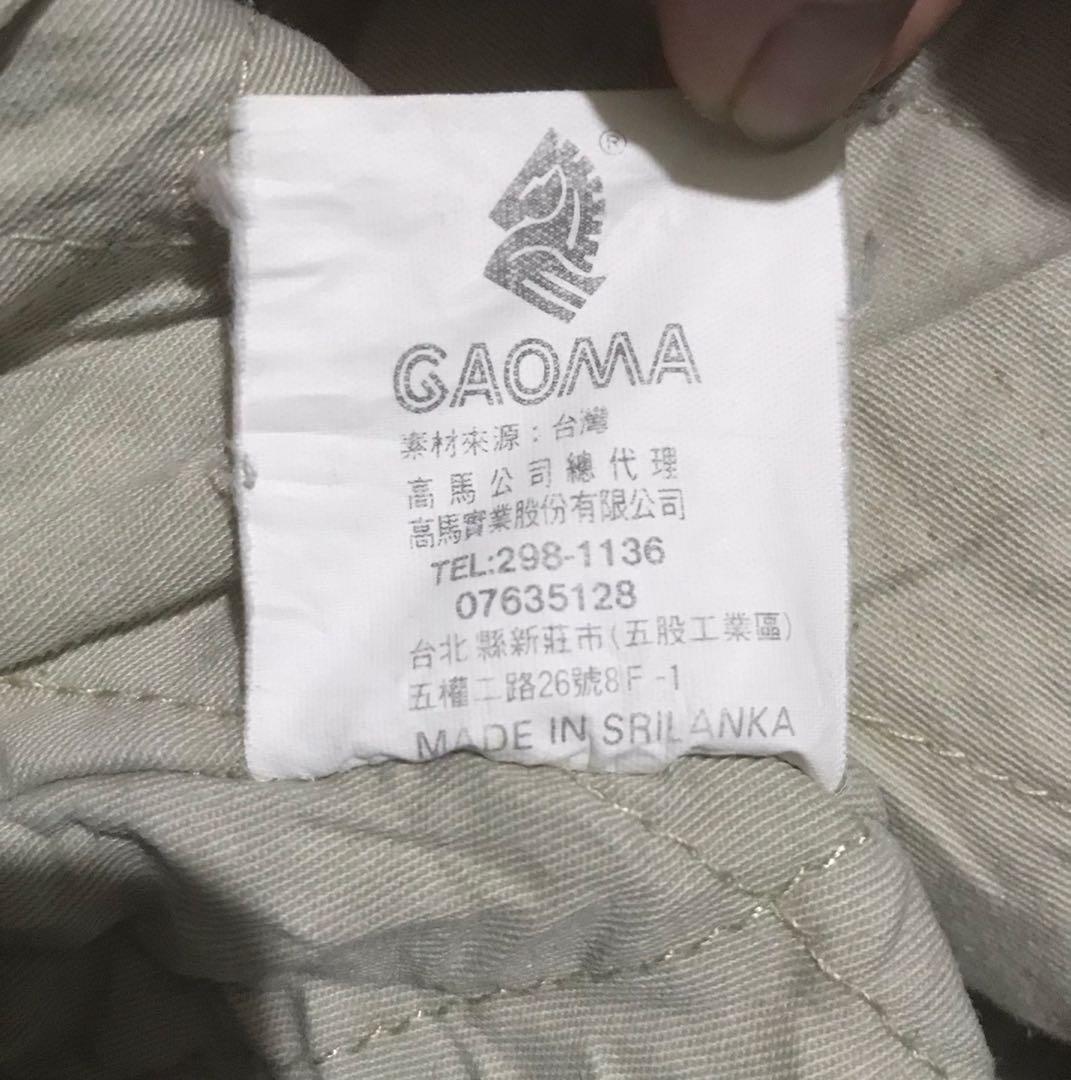 ®
GAOMA
素材來源：台灣
高馬公司總代理
高馬實業股份有限公司
TEL:298-1136
07635128
台北縣新莊市(五股工業區)
五權二路26號8F-1
MADE IN SRILANKA